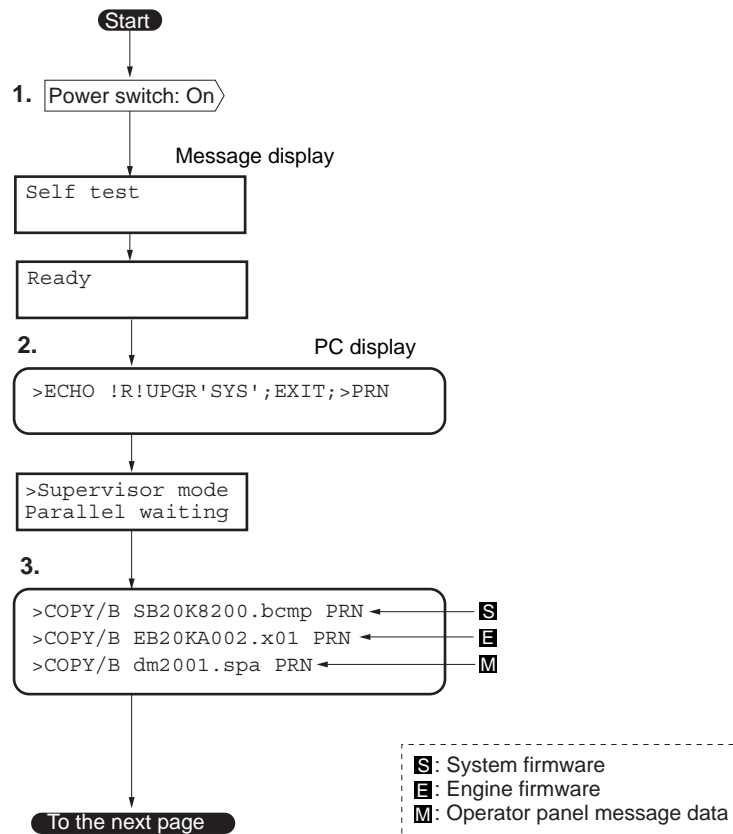 Start
1. Power switch: On
Message display
Self test
Ready
2. PC display
>ECHO !R!UPGR'SYS';EXIT;>PRN
>Supervisor mode
Parallel waiting
3.
>COPY/B SB20K8200.bcmp PRN S
>COPY/B EB20KA002.x01 PRN E
>COPY/B dm2001.spa PRN M
S: System firmware
E: Engine firmware
M: Operator panel message data
To the next page